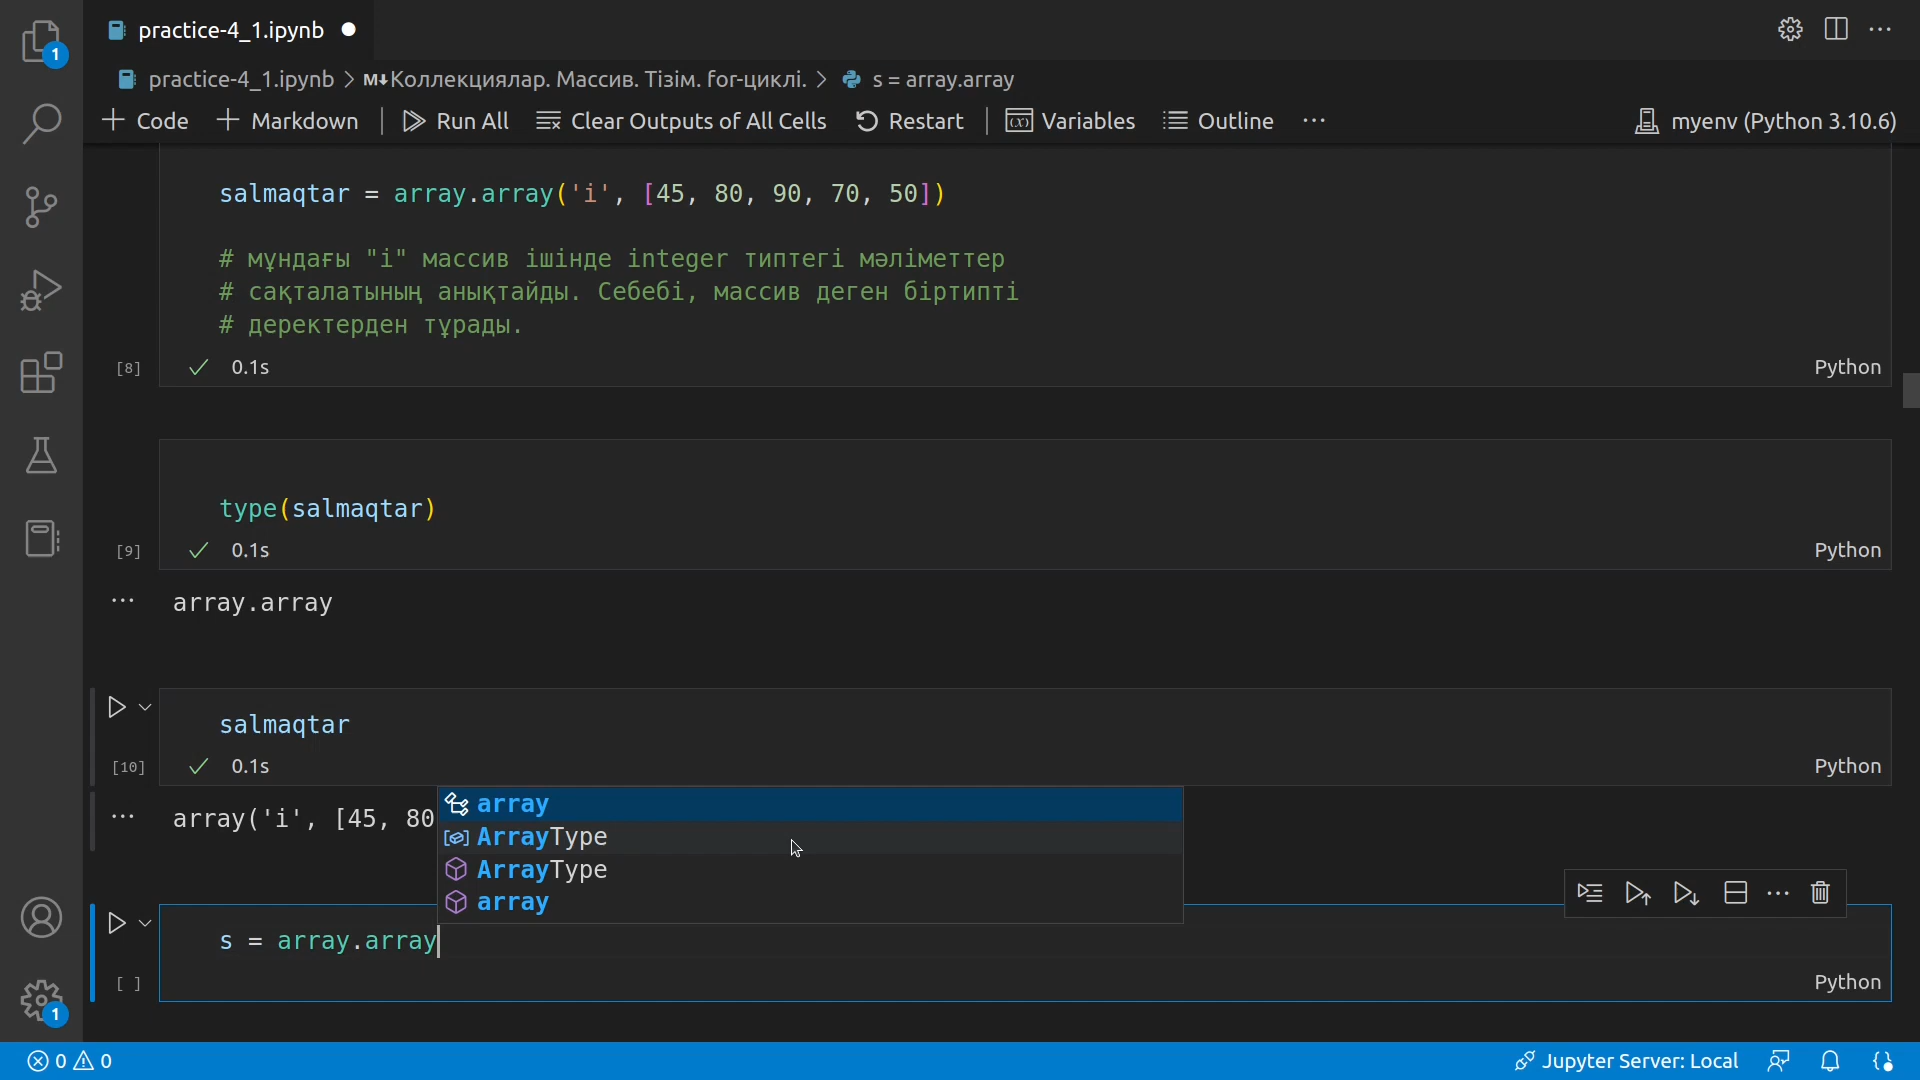 practice-4_1.ipynb
1
practice-4_1.ipynb > M↓Коллекциялар. Массив. Тізім. for-циклі. > s = array.array
Code Markdown Run All Clear Outputs of All Cells Restart Variables Outline ... myenv (Python 3.10.6)
salmaqtar = array.array('i', [45, 80, 90, 70, 50])
# мұндағы "i" массив ішінде integer типтегі мәліметтер
# сақталатының анықтайды. Себебі, массив деген біртипті
# деректерден тұрады.
[8] 0.1s Python
type(salmaqtar)
[9] 0.1s Python
... array.array
salmaqtar
[10] 0.1s Python
... array('i', [45, 80
array
ArrayType
ArrayType
array
s = array.array
[ ] Python
1
0 0 Jupyter Server: Local